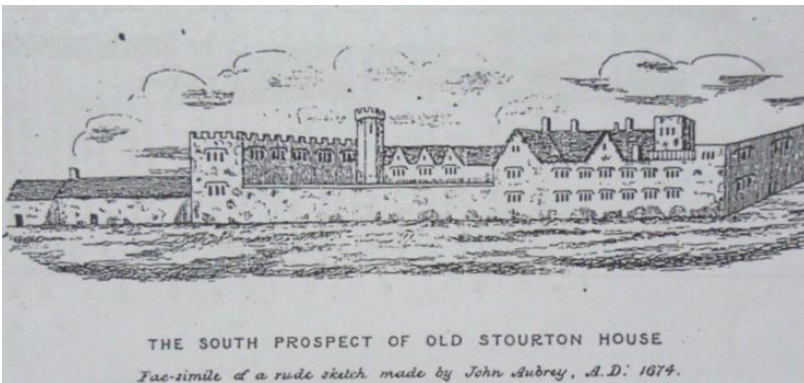 THE SOUTH PROSPECT OF OLD STOURTON HOUSE
Fac-simile of a rude sketch made by John Aubrey, A.D: 1674.